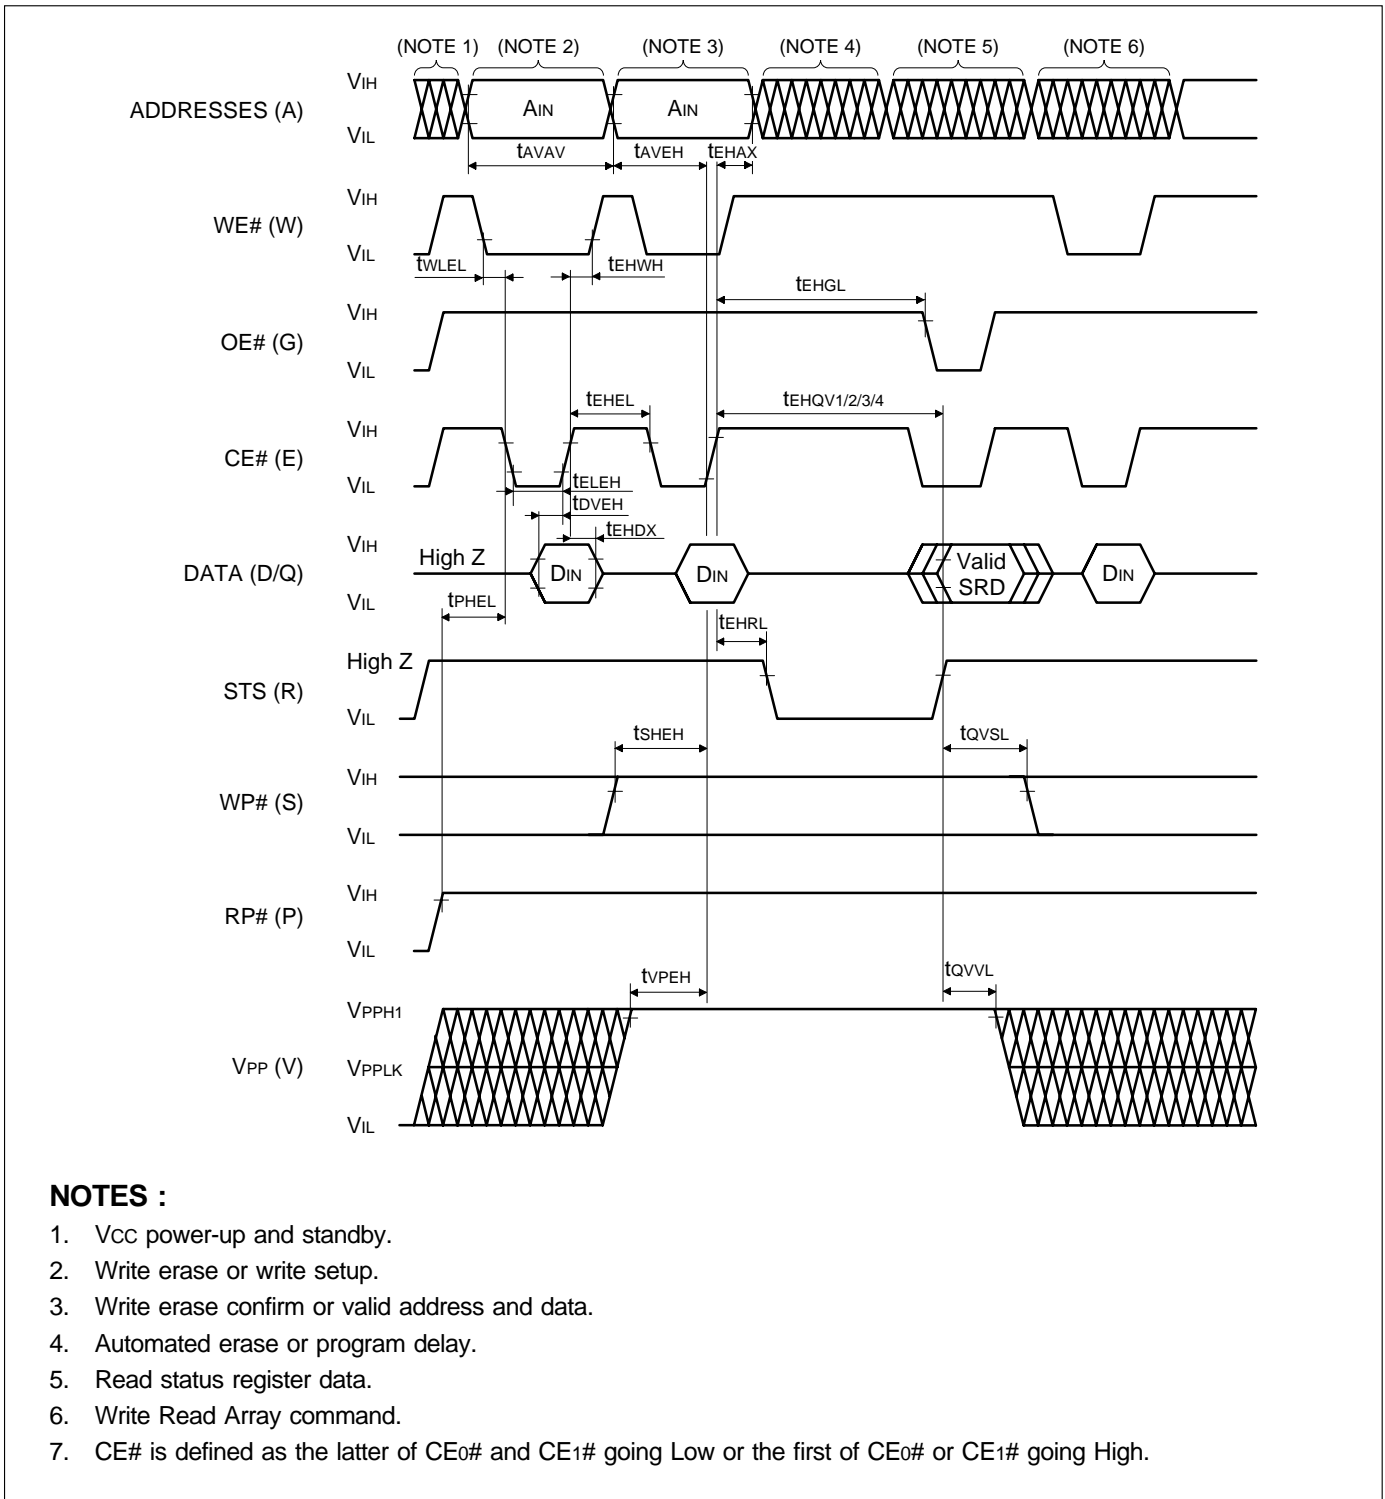 (NOTE 1) (NOTE 2) (NOTE 3) (NOTE 4) (NOTE 5) (NOTE 6)
VIH
ADDRESSES (A) AIN AIN
VIL
tAVAV tAVEH tEHAX
VIH
WE# (W)
VIL
tWLEL tEHWH
tEHGL
VIH
OE# (G)
VIL
tEHEL tEHQV1/2/3/4
VIH
CE# (E)
VIL
tELEH
tDVEH
tEHDX
VIH
High Z
DATA (D/Q) DIN DIN Valid SRD DIN
VIL
tPHEL
tEHRL
High Z
STS (R)
VIL
tSHEH tQVSL
VIH
WP# (S)
VIL
VIH
RP# (P)
VIL
tVPEH tQVVL
VPPH1
VPP (V) VPPLK
VIL
NOTES :
1. VCC power-up and standby.
2. Write erase or write setup.
3. Write erase confirm or valid address and data.
4. Automated erase or program delay.
5. Read status register data.
6. Write Read Array command.
7. CE# is defined as the latter of CE0# and CE1# going Low or the first of CE0# or CE1# going High.